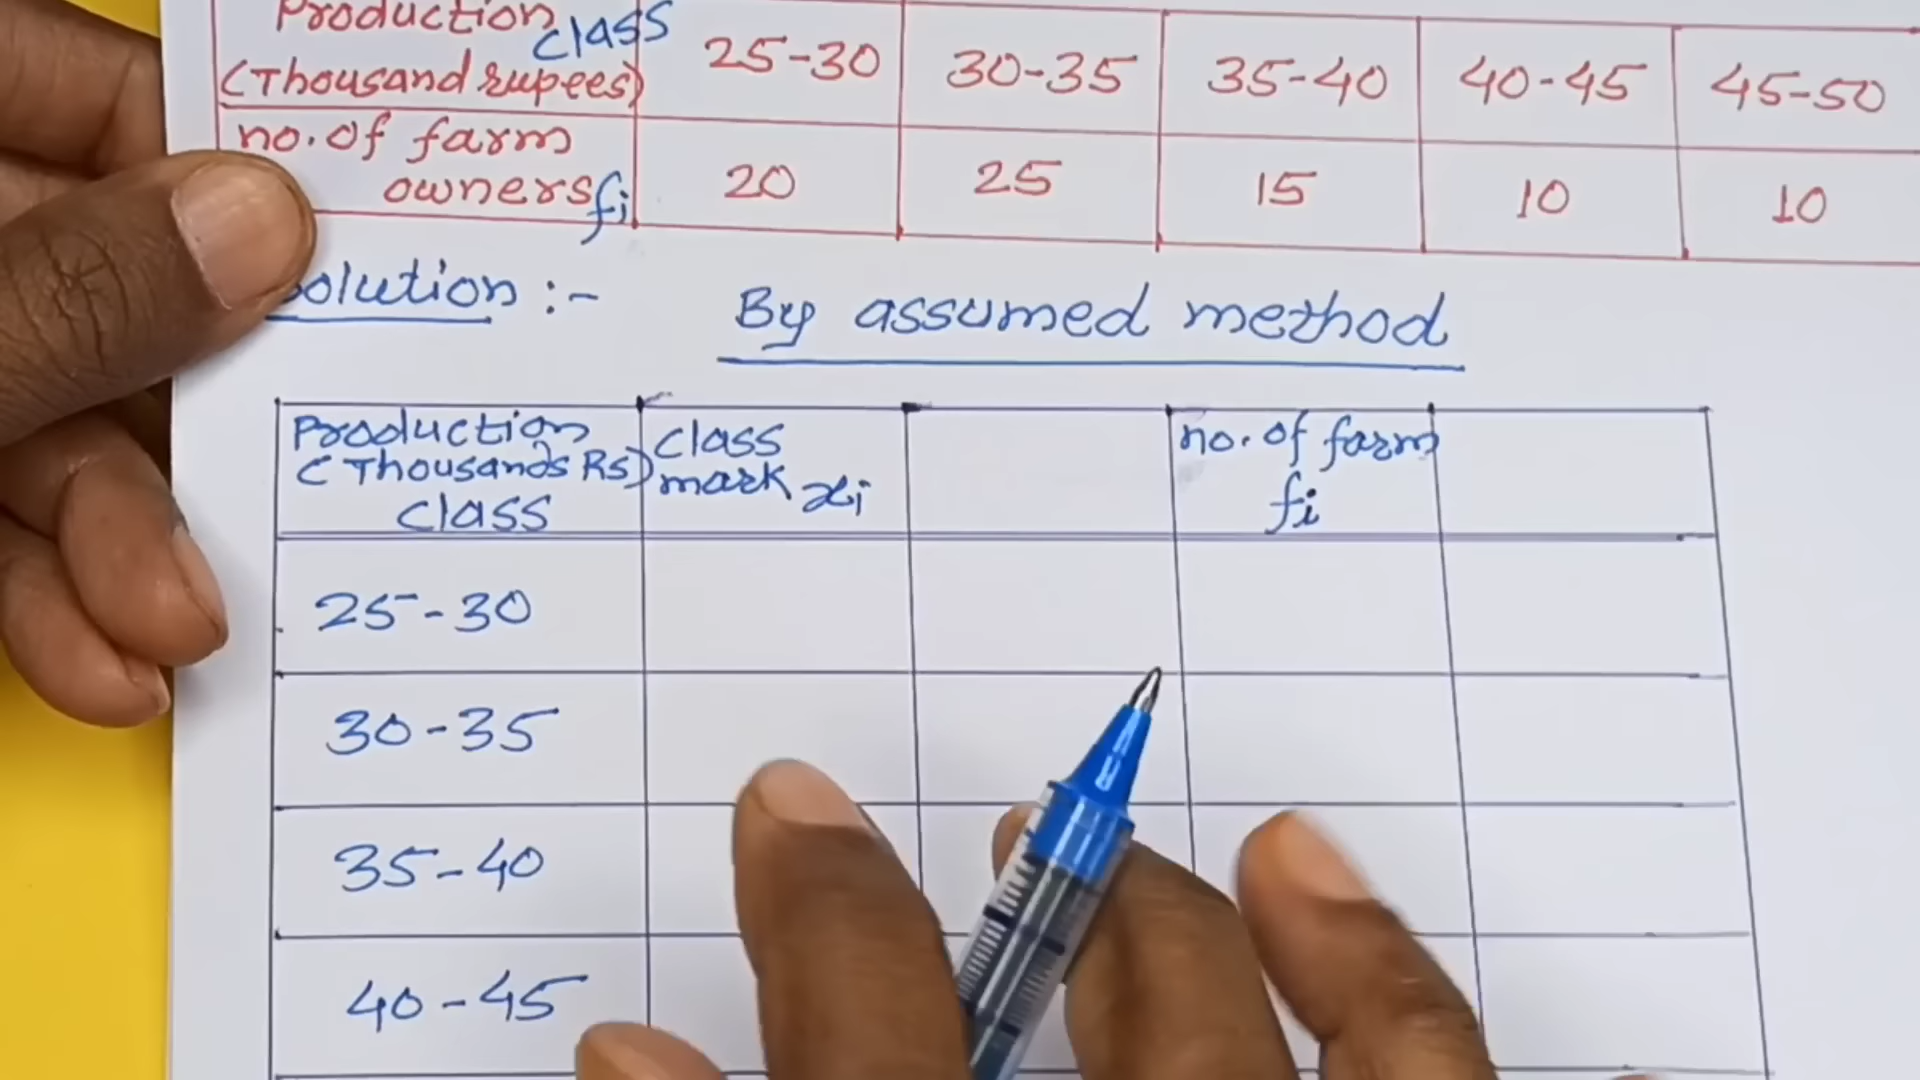 Production class
(Thousand rupees)
25-30 30-35 35-40 40-45 45-50
no. of farm
owners fi
20 25 15 10 10
Solution :- By assumed method
Production
(Thousands Rs)
class
class
mark xi
no. of farm
fi
25-30
30-35
35-40
40-45